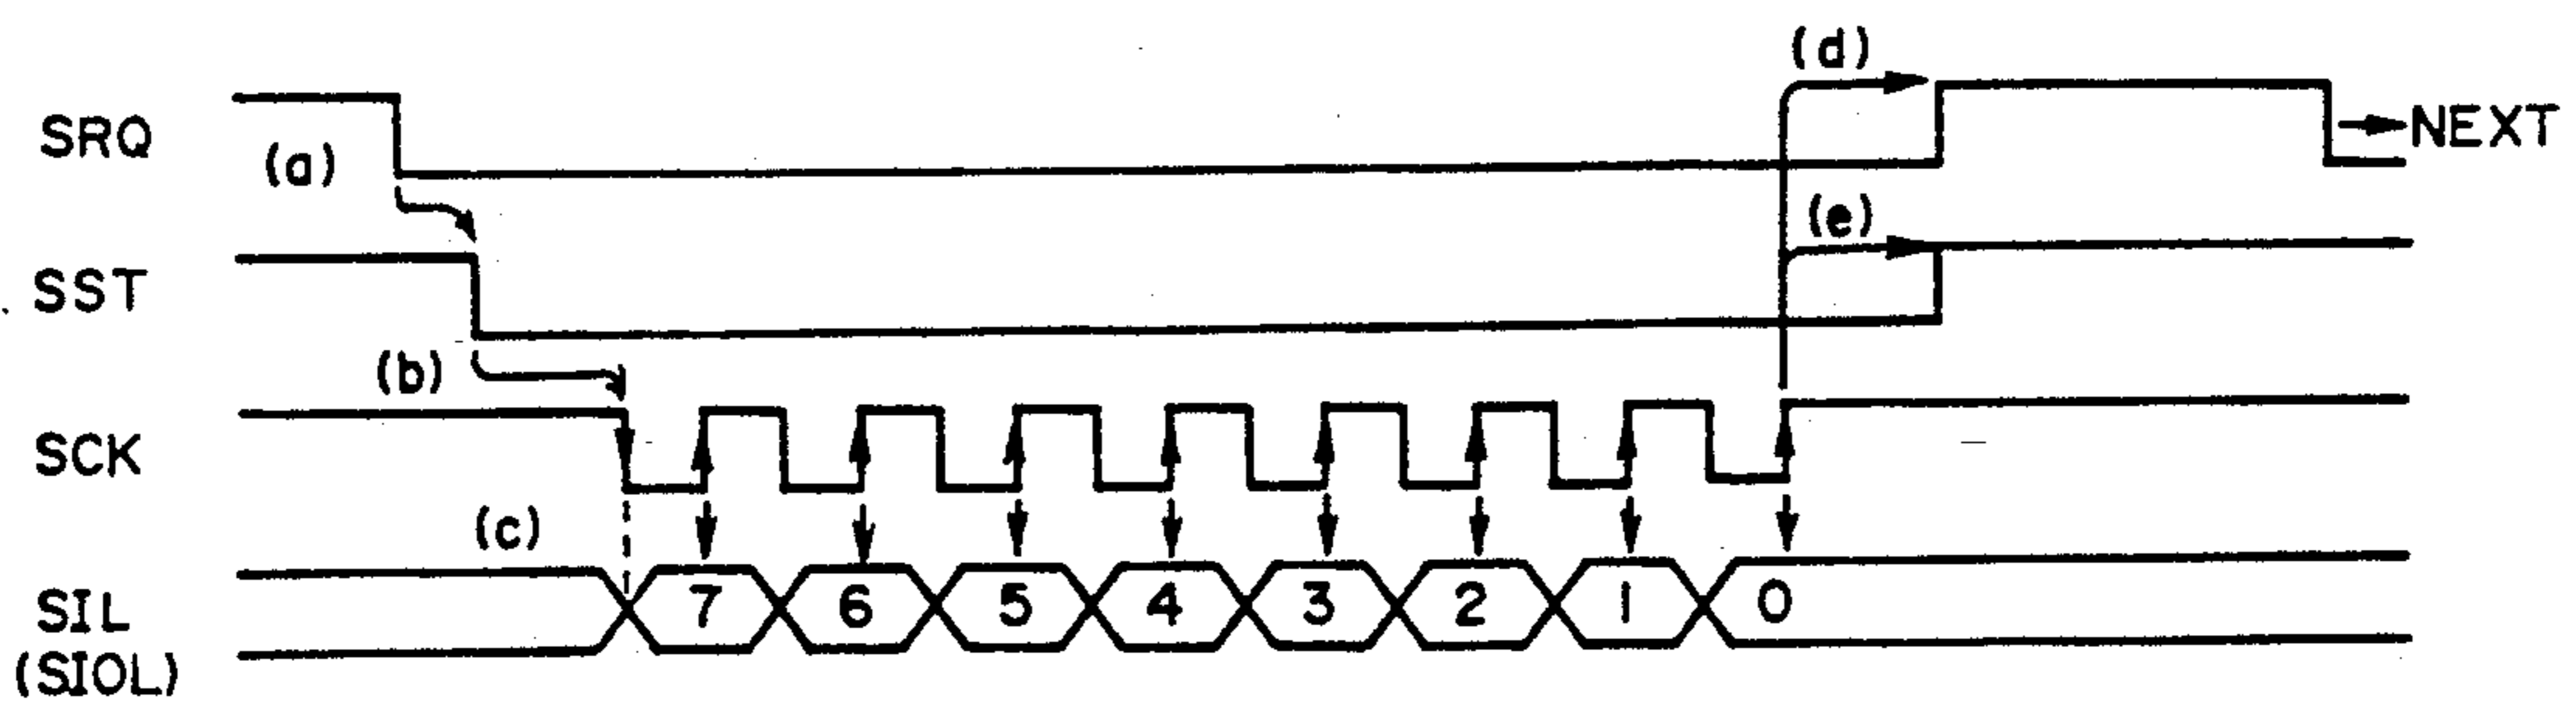 (d)
SRQ
(a)
NEXT
(e)
SST
(b)
SCK
(c)
SIL
(SIOL)
7 6 5 4 3 2 1 0